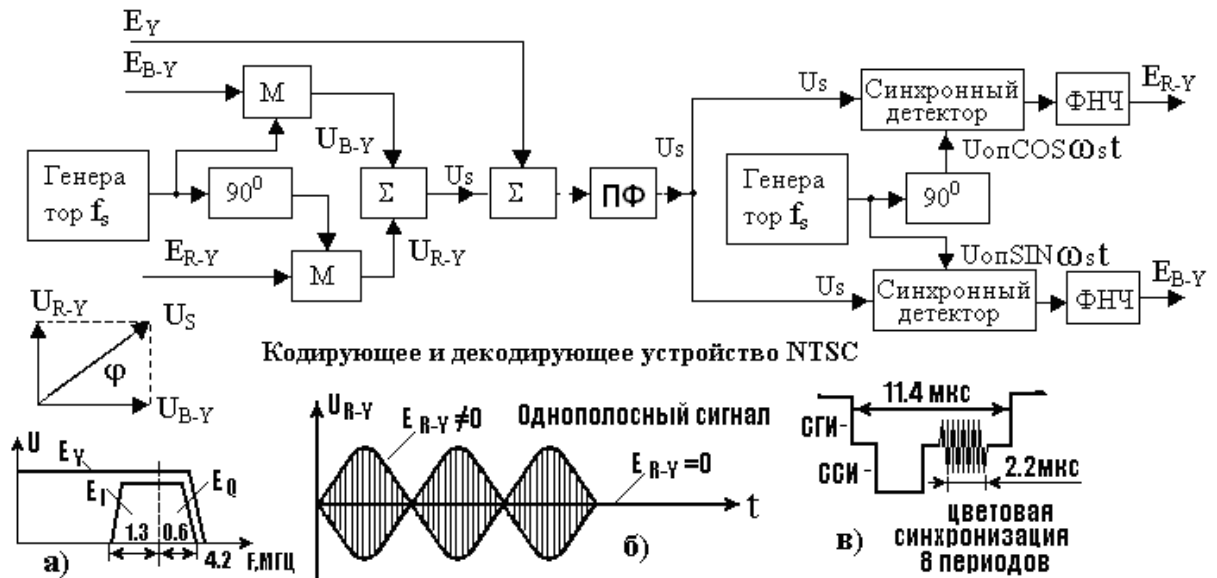 E_Y
E_B-Y
М
U_B-Y
Генера
тор f_s
90⁰
Σ
U_s
Σ
ПФ
E_R-Y
М
U_R-Y
U_s
U_s
Синхронный
детектор
ФНЧ
E_R-Y
U_опCOSω_st
Генера
тор f_s
90⁰
U_опSINω_st
U_s
Синхронный
детектор
ФНЧ
E_B-Y
U_R-Y
U_S
φ
U_B-Y
Кодирующее и декодирующее устройство NTSC
U
E_Y
E_I
E_Q
1.3
0.6
4.2
F,МГЦ
а)
U_R-Y
E_R-Y≠0
Однополосный сигнал
E_R-Y=0
t
б)
11.4 мкс
СГИ-
ССИ-
2.2мкс
цветовая
синхронизация
8 периодов
в)